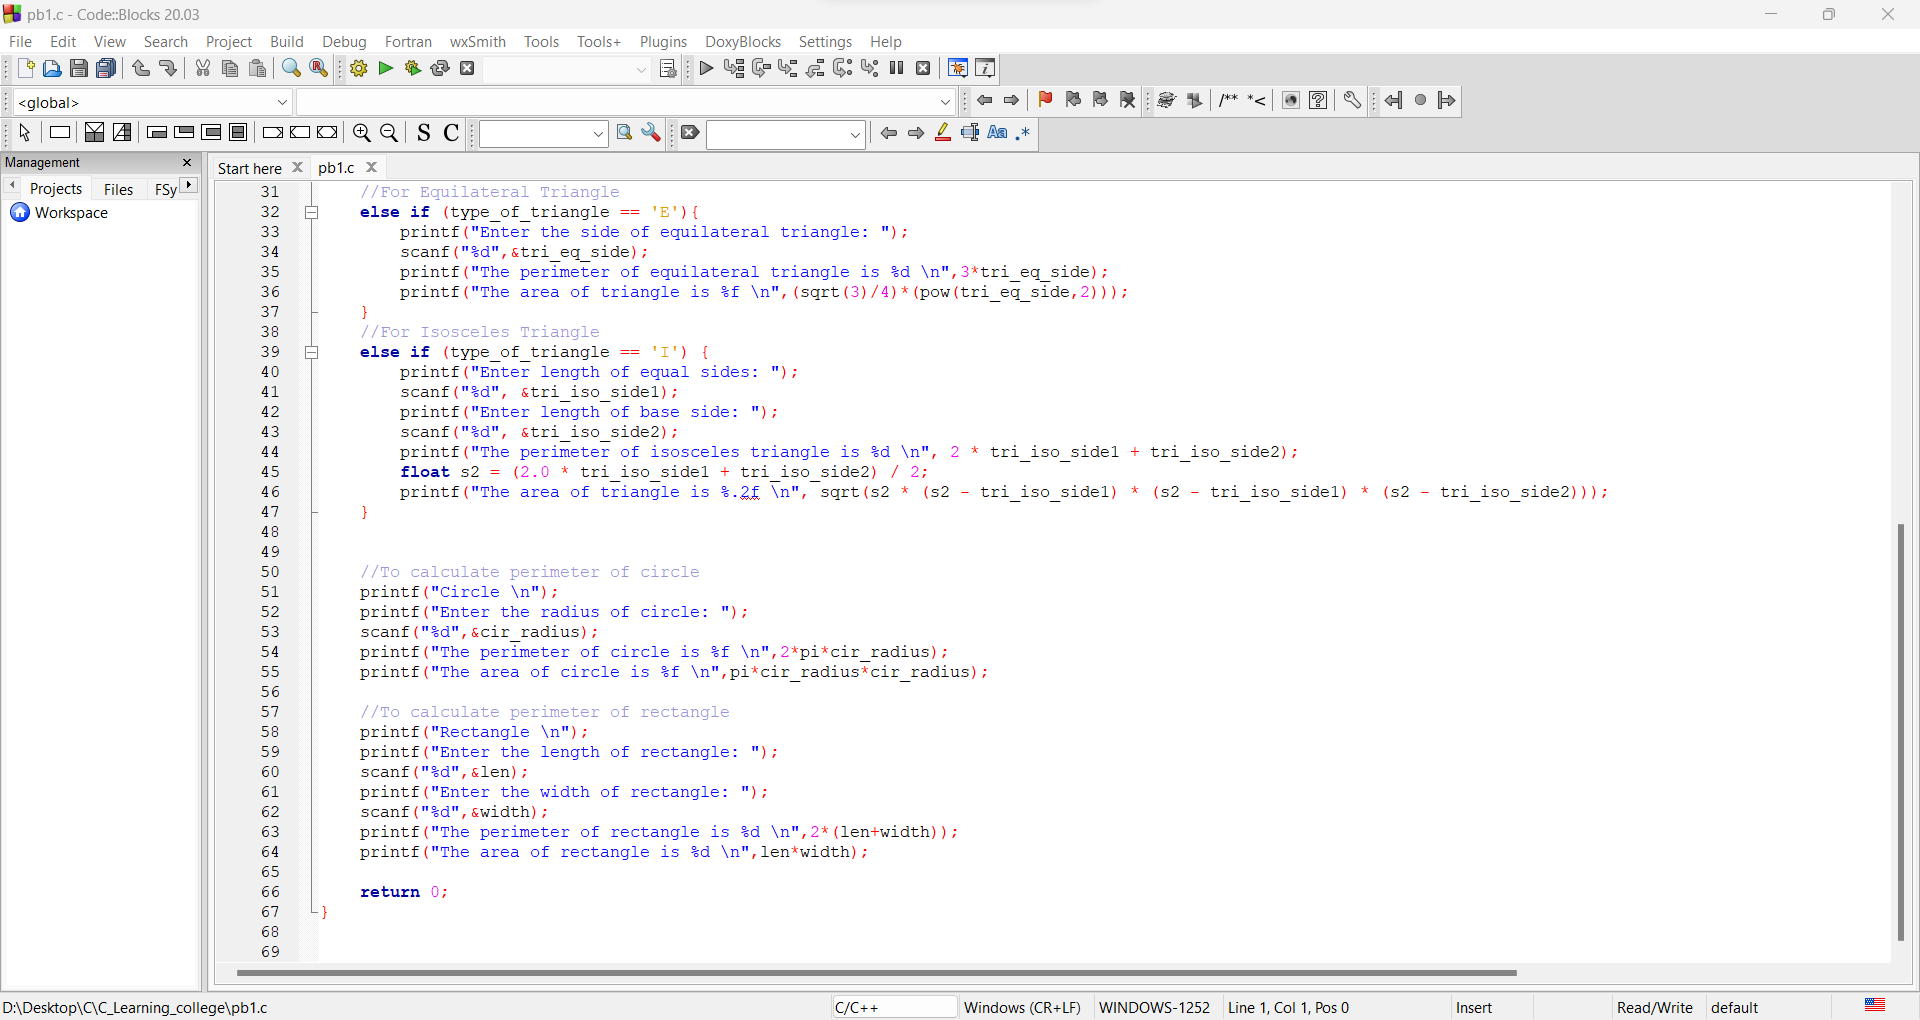 pb1.c - Code::Blocks 20.03
File Edit View Search Project Build Debug Fortran wxSmith Tools Tools+ Plugins DoxyBlocks Settings Help
<global>
/** *<
S C
Aa .*
Management
Start here pb1.c
Projects Files FSy
Workspace
31 //For Equilateral Triangle
32 else if (type_of_triangle == 'E'){
33 printf("Enter the side of equilateral triangle: ");
34 scanf("%d",&tri_eq_side);
35 printf("The perimeter of equilateral triangle is %d \n",3*tri_eq_side);
36 printf("The area of triangle is %f \n",(sqrt(3)/4)*(pow(tri_eq_side,2)));
37 }
38 //For Isosceles Triangle
39 else if (type_of_triangle == 'I') {
40 printf("Enter length of equal sides: ");
41 scanf("%d", &tri_iso_side1);
42 printf("Enter length of base side: ");
43 scanf("%d", &tri_iso_side2);
44 printf("The perimeter of isosceles triangle is %d \n", 2 * tri_iso_side1 + tri_iso_side2);
45 float s2 = (2.0 * tri_iso_side1 + tri_iso_side2) / 2;
46 printf("The area of triangle is %.2f \n", sqrt(s2 * (s2 - tri_iso_side1) * (s2 - tri_iso_side1) * (s2 - tri_iso_side2)));
47 }
48
49
50 //To calculate perimeter of circle
51 printf("Circle \n");
52 printf("Enter the radius of circle: ");
53 scanf("%d",&cir_radius);
54 printf("The perimeter of circle is %f \n",2*pi*cir_radius);
55 printf("The area of circle is %f \n",pi*cir_radius*cir_radius);
56
57 //To calculate perimeter of rectangle
58 printf("Rectangle \n");
59 printf("Enter the length of rectangle: ");
60 scanf("%d",&len);
61 printf("Enter the width of rectangle: ");
62 scanf("%d",&width);
63 printf("The perimeter of rectangle is %d \n",2*(len+width));
64 printf("The area of rectangle is %d \n",len*width);
65
66 return 0;
67 }
68
69
D:\Desktop\C\C_Learning_college\pb1.c C/C++ Windows (CR+LF) WINDOWS-1252 Line 1, Col 1, Pos 0 Insert Read/Write default